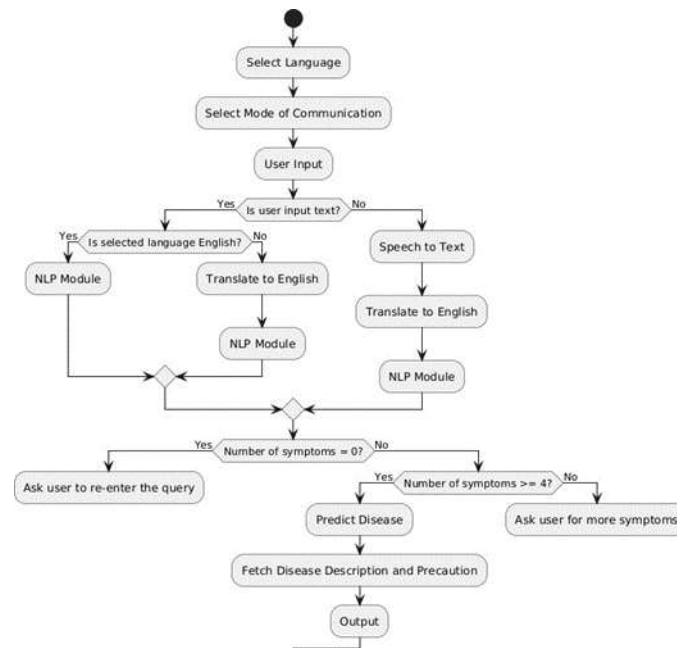 Select Language
Select Mode of Communication
User Input
Yes
Is user input text?
No
Yes
Is selected language English?
No
Speech to Text
NLP Module
Translate to English
Translate to English
NLP Module
NLP Module
Yes
Number of symptoms = 0?
No
Ask user to re-enter the query
Yes
Number of symptoms >= 4?
No
Predict Disease
Ask user for more symptoms
Fetch Disease Description and Precaution
Output